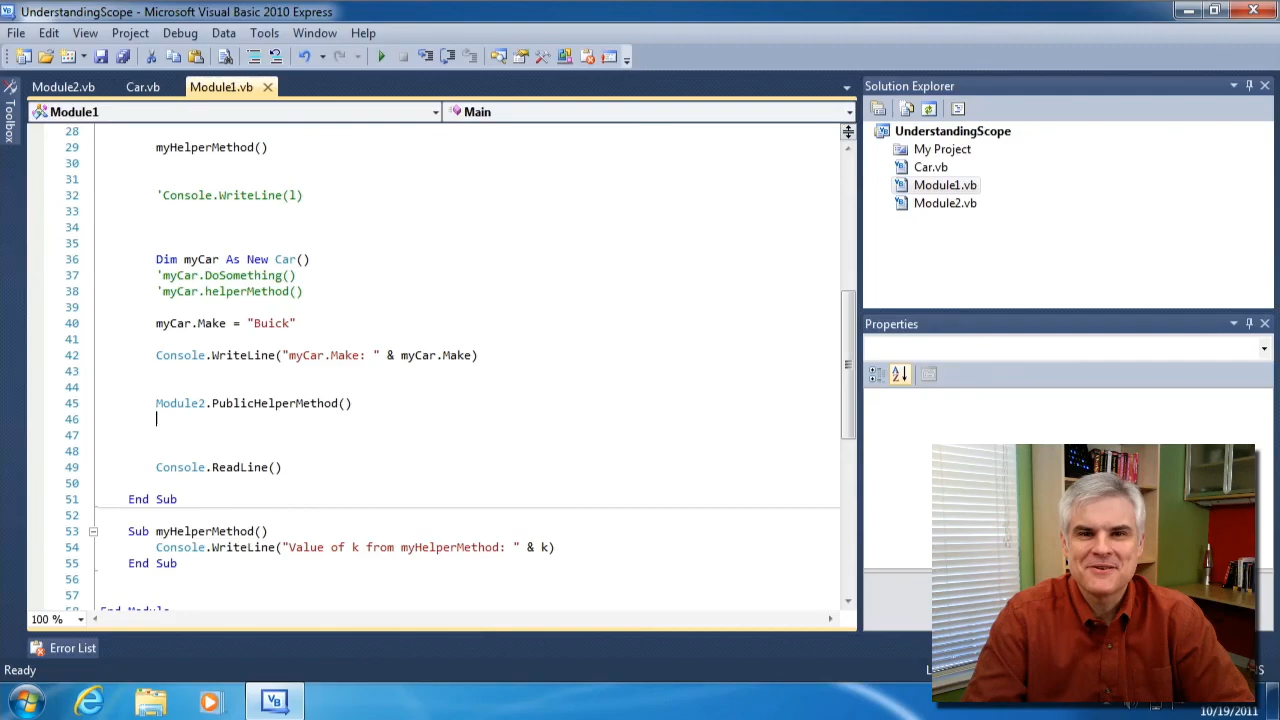 UnderstandingScope - Microsoft Visual Basic 2010 Express
File Edit View Project Debug Data Tools Window Help
Module2.vb Car.vb Module1.vb
Solution Explorer
Toolbox
Module1 Main
28
29 myHelperMethod()
30
31
32 'Console.WriteLine(l)
33
34
35
36 Dim myCar As New Car()
37 'myCar.DoSomething()
38 'myCar.helperMethod()
39
40 myCar.Make = "Buick"
41
42 Console.WriteLine("myCar.Make: " & myCar.Make)
43
44
45 Module2.PublicHelperMethod()
46
47
48
49 Console.ReadLine()
50
51 End Sub
52
53 Sub myHelperMethod()
54 Console.WriteLine("Value of k from myHelperMethod: " & k)
55 End Sub
56
57
58 End Module
100 %
UnderstandingScope
My Project
Car.vb
Module1.vb
Module2.vb
Properties
Error List
Ready
10/19/2011